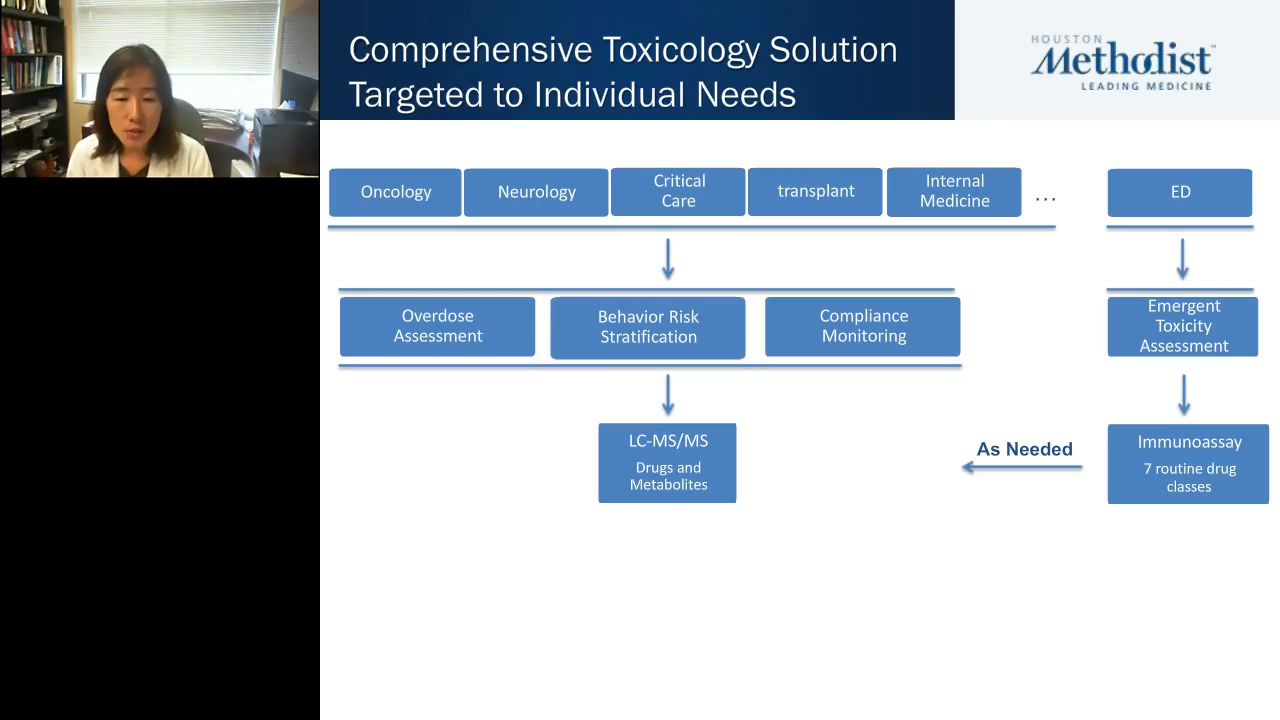 Comprehensive Toxicology Solution
Targeted to Individual Needs
HOUSTON
Methodist
LEADING MEDICINE
Oncology
Neurology
Critical
Care
transplant
Internal
Medicine
...
ED
Overdose
Assessment
Behavior Risk
Stratification
Compliance
Monitoring
Emergent
Toxicity
Assessment
LC-MS/MS
Drugs and
Metabolites
As Needed
Immunoassay
7 routine drug
classes